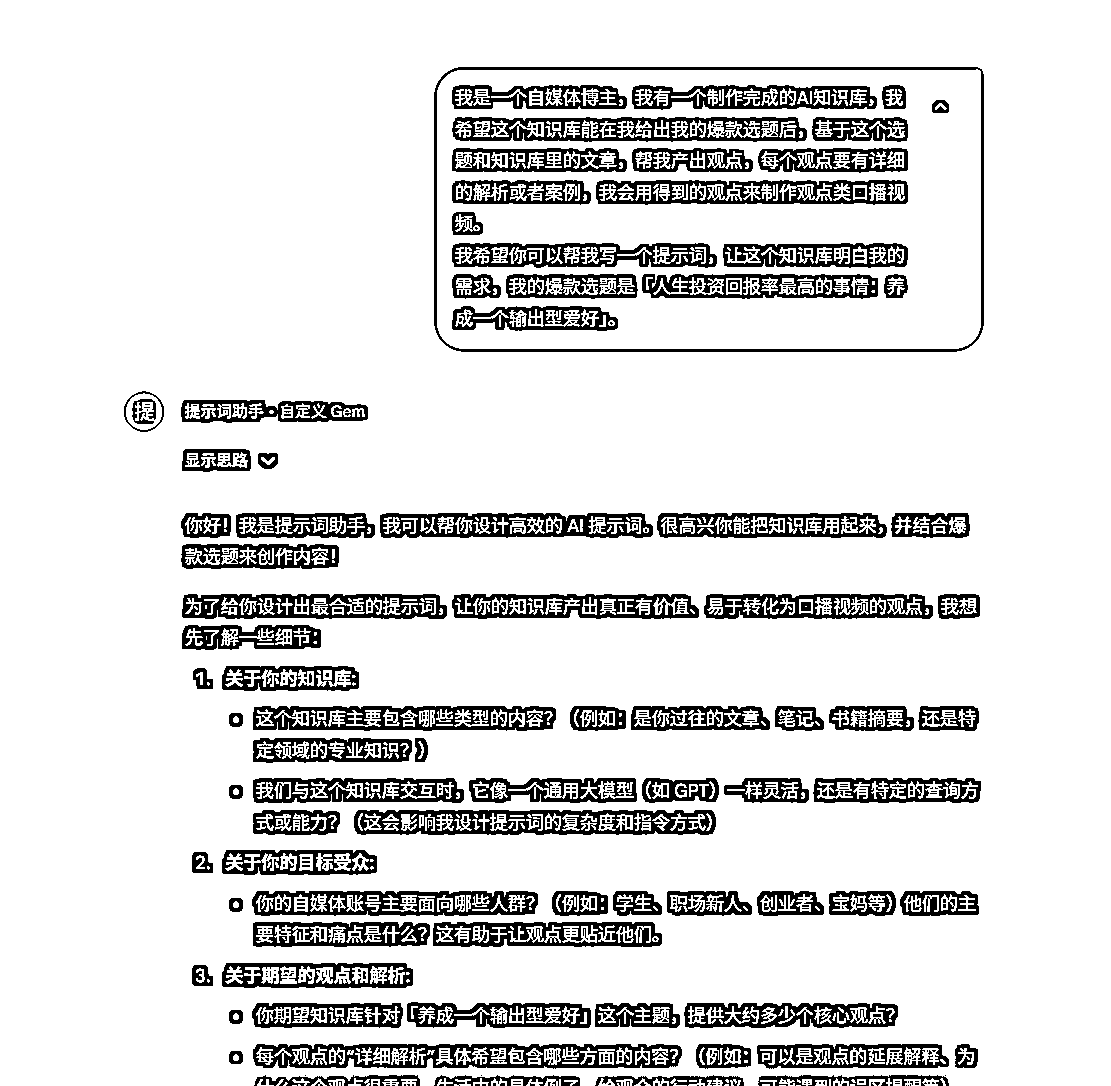 我是一个自媒体博主，我有一个制作完成的AI知识库，我
希望这个知识库能在我给出我的爆款选题后，基于这个选
题和知识库里的文章，帮我产出观点，每个观点要有详细
的解析或者案例，我会用得到的观点来制作观点类口播视
频。
我希望你可以帮我写一个提示词，让这个知识库明白我的
需求，我的爆款选题是「人生投资回报率最高的事情：养
成一个输出型爱好」。
提
提示词助手 • 自定义 Gem
显示思路
你好！我是提示词助手，我可以帮你设计高效的 AI 提示词。很高兴你能把知识库用起来，并结合爆
款选题来创作内容！
为了给你设计出最合适的提示词，让你的知识库产出真正有价值、易于转化为口播视频的观点，我想
先了解一些细节：
1. 关于你的知识库:
这个知识库主要包含哪些类型的内容？（例如：是你过往的文章、笔记、书籍摘要，还是特
定领域的专业知识？）
我们与这个知识库交互时，它像一个通用大模型（如 GPT）一样灵活，还是有特定的查询方
式或能力？（这会影响我设计提示词的复杂度和指令方式）
2. 关于你的目标受众:
你的自媒体账号主要面向哪些人群？（例如：学生、职场新人、创业者、宝妈等）他们的主
要特征和痛点是什么？这有助于让观点更贴近他们。
3. 关于期望的观点和解析:
你期望知识库针对「养成一个输出型爱好」这个主题，提供大约多少个核心观点？
每个观点的“详细解析”具体希望包含哪些方面的内容？（例如：可以是观点的延展解释、为